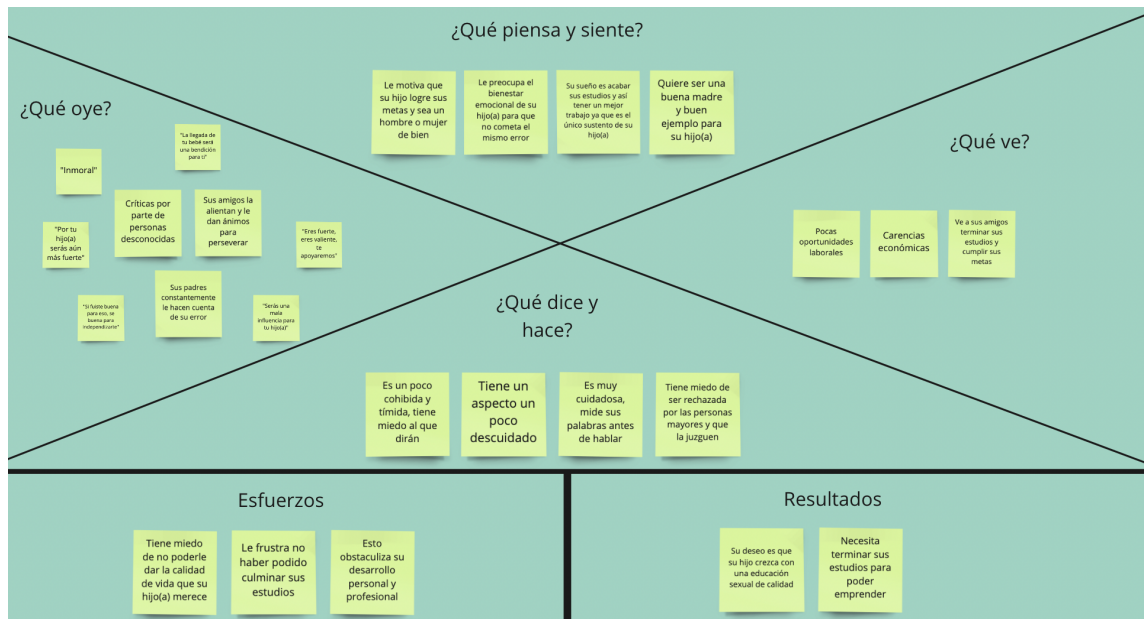 ¿Qué piensa y siente?
Le motiva que
su hijo logre sus
metas y sea un
hombre o mujer
de bien
Le preocupa el
bienestar
emocional de su
hijo(a) para que
no cometa el
mismo error
Su sueño es acabar
sus estudios y así
tener un mejor
trabajo ya que es el
único sustento de su
hijo(a)
Quiere ser una
buena madre
y buen
ejemplo para
su hijo(a)
¿Qué oye?
"La llegada de
tu bebé será
una bendición
para ti"
"Inmoral"
Críticas por
parte de
personas
desconocidas
Sus amigos la
alientan y le
dan ánimos
para
perseverar
"Por tu
hijo(a)
serás aún
más fuerte"
"Eres fuerte,
eres valiente,
te
apoyaremos"
Sus padres
constantemente
le hacen cuenta
de su error
"Si fuiste buena
para eso, se
buena para
independizarte"
"Serás una
mala
influencia para
tu hijo(a)"
¿Qué ve?
Pocas
oportunidades
laborales
Carencias
económicas
Ve a sus amigos
terminar sus
estudios y
cumplir sus
metas
¿Qué dice y
hace?
Es un poco
cohibida y
tímida, tiene
miedo al que
dirán
Tiene un
aspecto un
poco
descuidado
Es muy
cuidadosa,
mide sus
palabras antes
de hablar
Tiene miedo de
ser rechazada
por las personas
mayores y que
la juzguen
Esfuerzos
Tiene miedo
de no poderle
dar la calidad
de vida que su
hijo(a) merece
Le frustra no
haber podido
culminar sus
estudios
Esto
obstaculiza su
desarrollo
personal y
profesional
Resultados
Su deseo es que
su hijo crezca con
una educación
sexual de calidad
Necesita
terminar sus
estudios para
poder
emprender